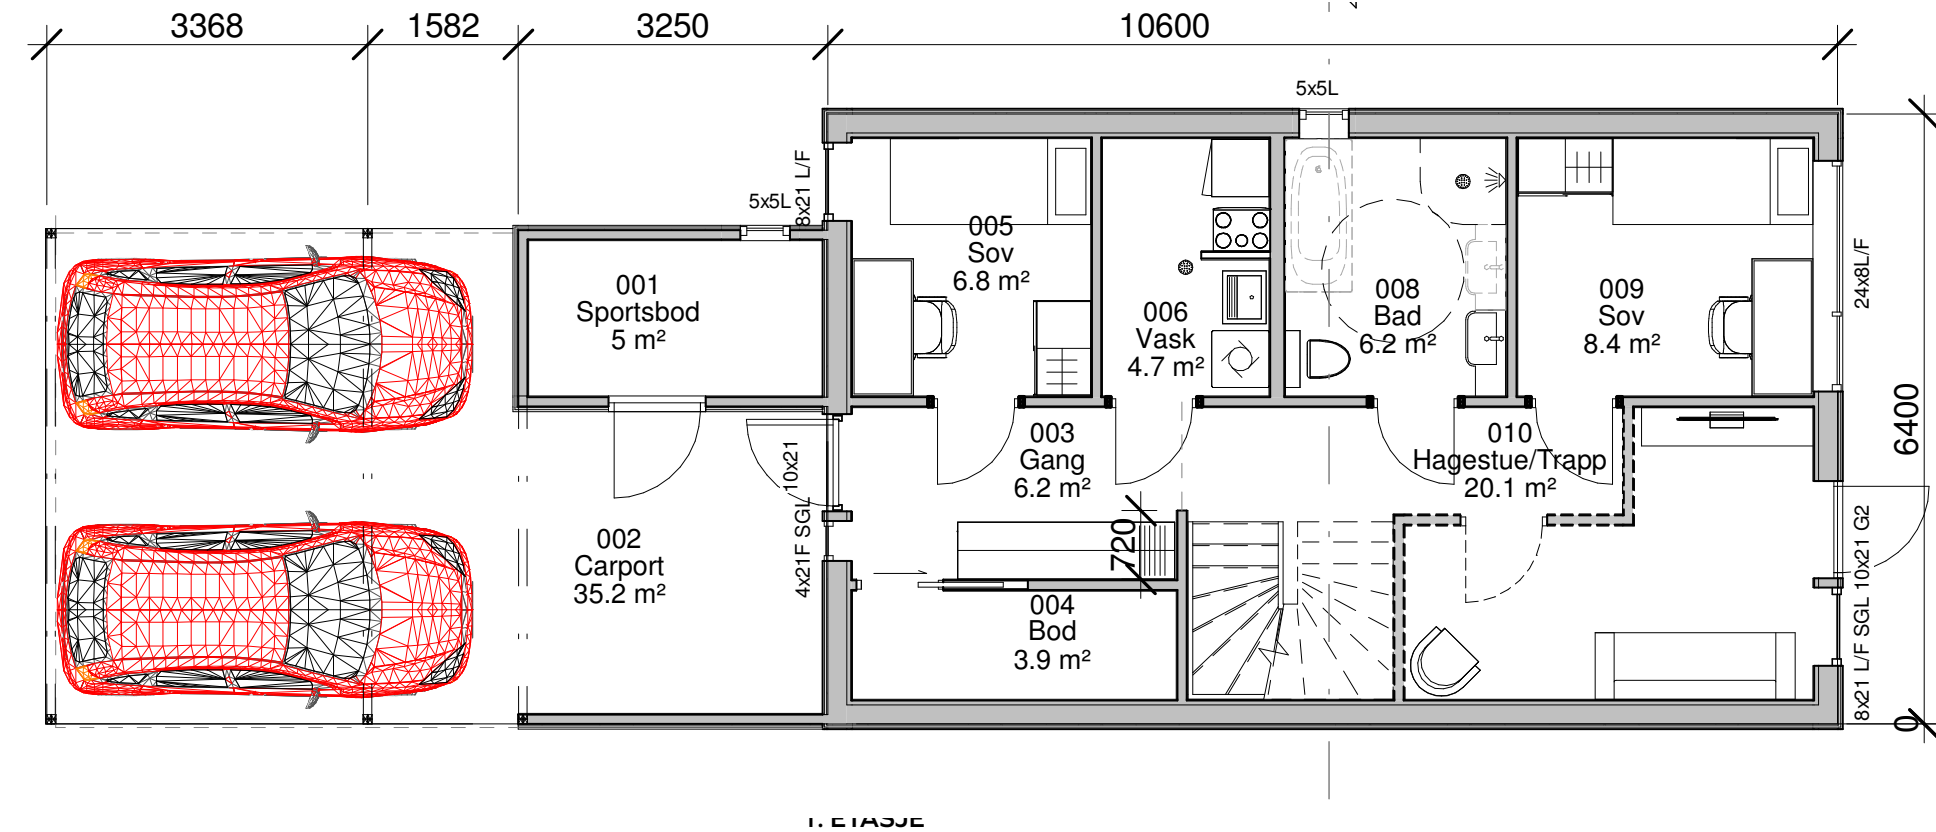 3368
1582
3250
10600
5x5L
5x5L
8x21 L/F
005
Sov
6.8 m²
001
Sportsbod
5 m²
006
Vask
4.7 m²
008
Bad
6.2 m²
009
Sov
8.4 m²
24x8L/F
6400
003
Gang
6.2 m²
010
Hagestue/Trapp
20.1 m²
002
Carport
35.2 m²
4x21F SGL 10x21
720
004
Bod
3.9 m²
8x21 L/F SGL 10x21 G2
0
1. ETASJE